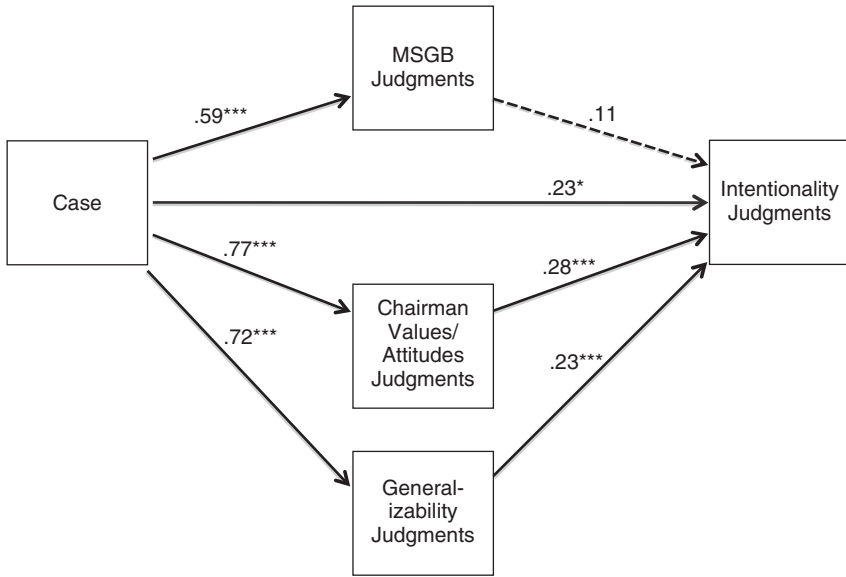 MSGB
Judgments
.59***
.11
Case
.23*
Intentionality
Judgments
.77***
.28***
Chairman
Values/
Attitudes
Judgments
.72***
.23***
General-
izability
Judgments